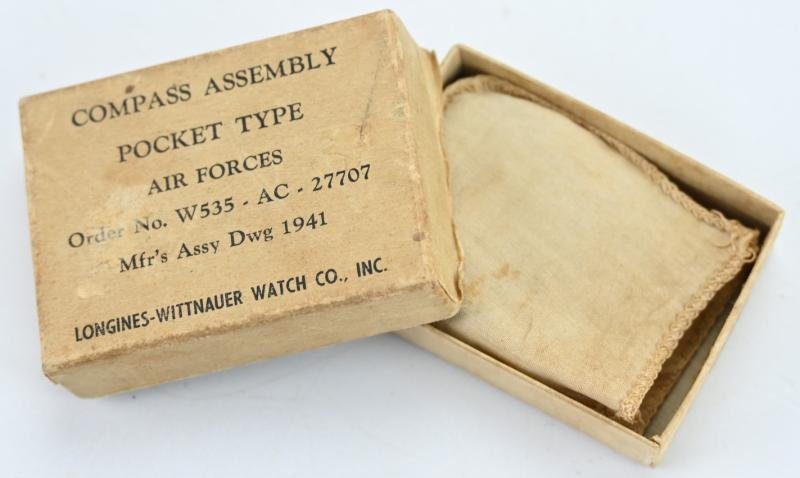 COMPASS ASSEMBLY
POCKET TYPE
AIR FORCES
Order No. W535 - AC - 27707
Mfr's Assy Dwg 1941
LONGINES-WITTNAUER WATCH CO., INC.